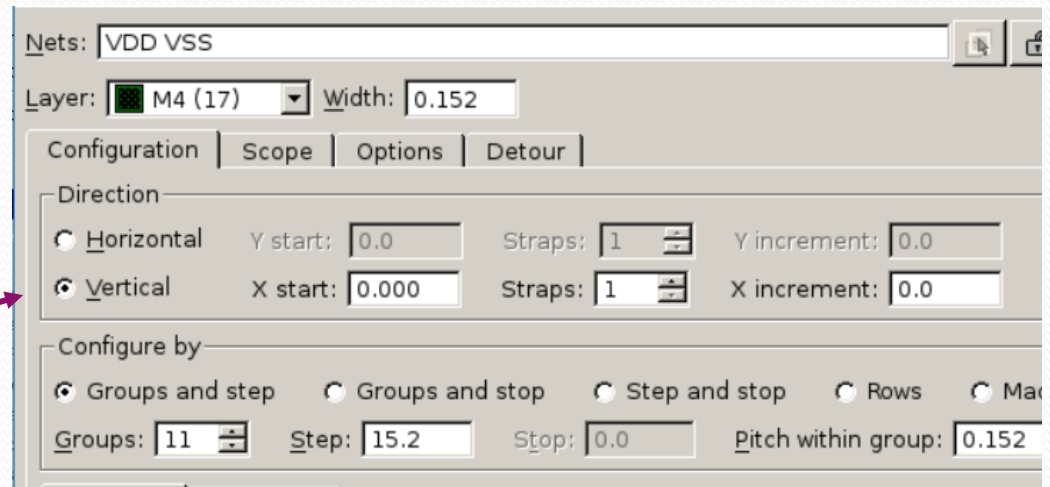 Nets: VDD VSS
Layer: M4 (17) Width: 0.152
Configuration Scope Options Detour
Direction
Horizontal Y start: 0.0 Straps: 1 Y increment: 0.0
Vertical X start: 0.000 Straps: 1 X increment: 0.0
Configure by
Groups and step Groups and stop Step and stop Rows Mac
Groups: 11 Step: 15.2 Stop: 0.0 Pitch within group: 0.152